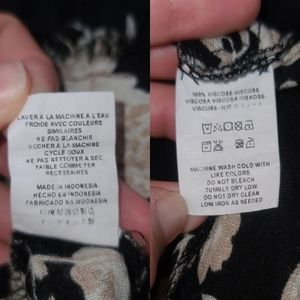 LAVER A LA MACHINE A L'EAU
FROIDE AVEC COULEURS
SIMILAIRES
NE PAS BLANCHIR
SECHER A LA MACHINE
CYCLE DOUX
NE PAS NETTOYER A SEC
FAIBLE COMME FER
NECESSAIRES
MADE IN INDONESIA
HECHO EN INDONESIA
FABRICADO NA INDONESIA
100% VISCOSE-VISCOSE-
VISCOSA VISCOSE-VISKOSE-
MACHINE WASH COLD WITH
LIKE COLORS
DO NOT BLEACH
TUMBLE DRY LOW
DO NOT DRY CLEAN
LOW IRON AS NEEDED